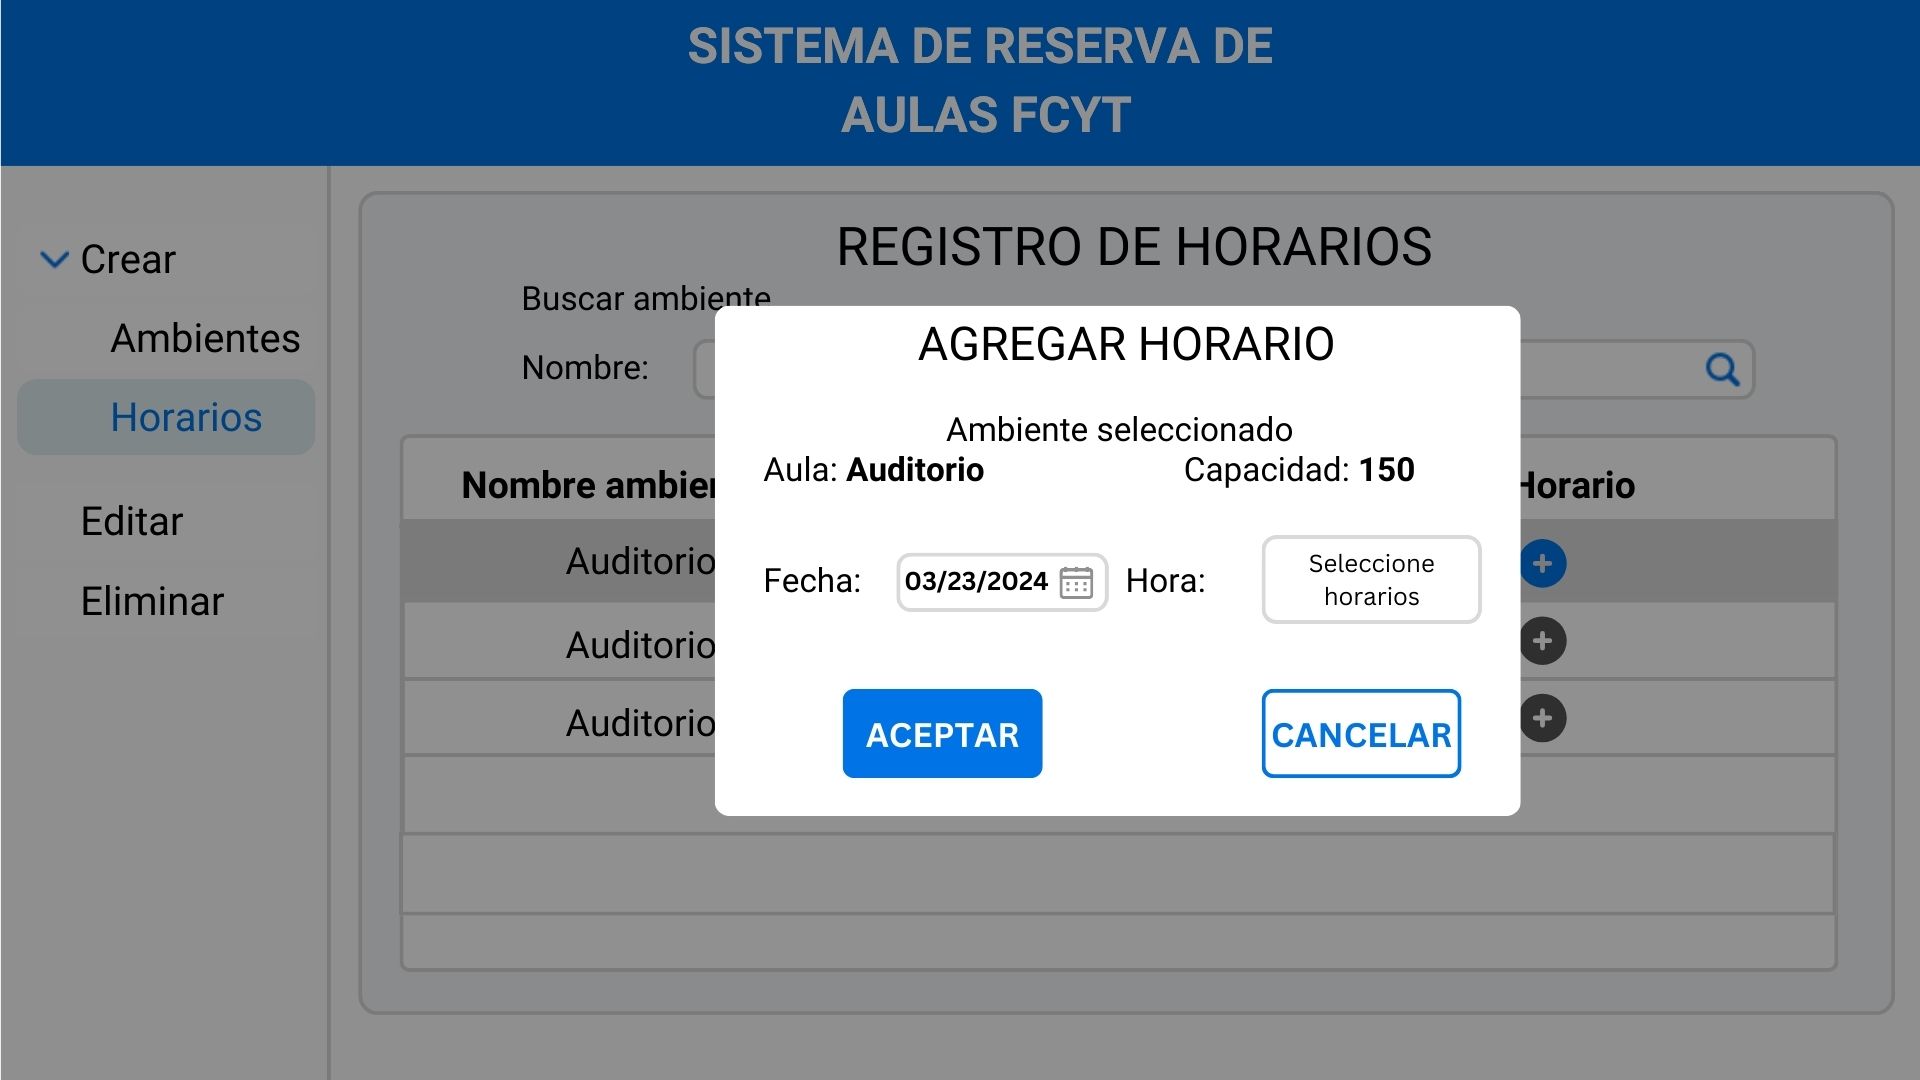 SISTEMA DE RESERVA DE
AULAS FCYT
Crear
Ambientes
Horarios
Editar
Eliminar
REGISTRO DE HORARIOS
Buscar ambiente
Nombre:
Nombre
Horario
Auditorio
Auditorio
Auditorio
AGREGAR HORARIO
Ambiente seleccionado
Aula: Auditorio Capacidad: 150
Fecha: 03/23/2024 Hora: Seleccione
horarios
ACEPTAR CANCELAR